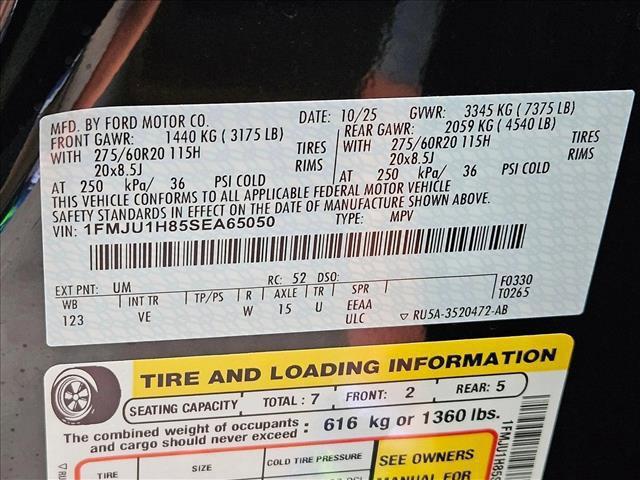 MFD. BY FORD MOTOR CO. DATE: 10/25 GVWR: 3345 KG ( 7375 LB)
FRONT GAWR: 1440 KG ( 3175 LB) REAR GAWR: 2059 KG ( 4540 LB)
WITH 275/60R20 115H TIRES WITH 275/60R20 115H TIRES
20x8.5J RIMS 20x8.5J RIMS
AT 250 kPa/ 36 PSI COLD AT 250 kPa/ 36 PSI COLD
THIS VEHICLE CONFORMS TO ALL APPLICABLE FEDERAL MOTOR VEHICLE
SAFETY STANDARDS IN EFFECT ON THE DATE OF MANUFACTURE SHOWN ABOVE.
VIN: 1FMJU1H85SEA65050 TYPE: MPV
EXT PNT: UM RC: 52 DSO: F0330
WB INT TR TP/PS R AXLE TR SPR T0265
123 VE W 15 U EEAA
ULC ▽ RU5A-3520472-AB
TIRE AND LOADING INFORMATION
SEATING CAPACITY TOTAL : 7 FRONT: 2 REAR: 5
The combined weight of occupants and cargo should never exceed : 616 kg or 1360 lbs.
TIRE SIZE COLD TIRE PRESSURE SEE OWNERS
MANUAL FOR
1FMJU1H85S